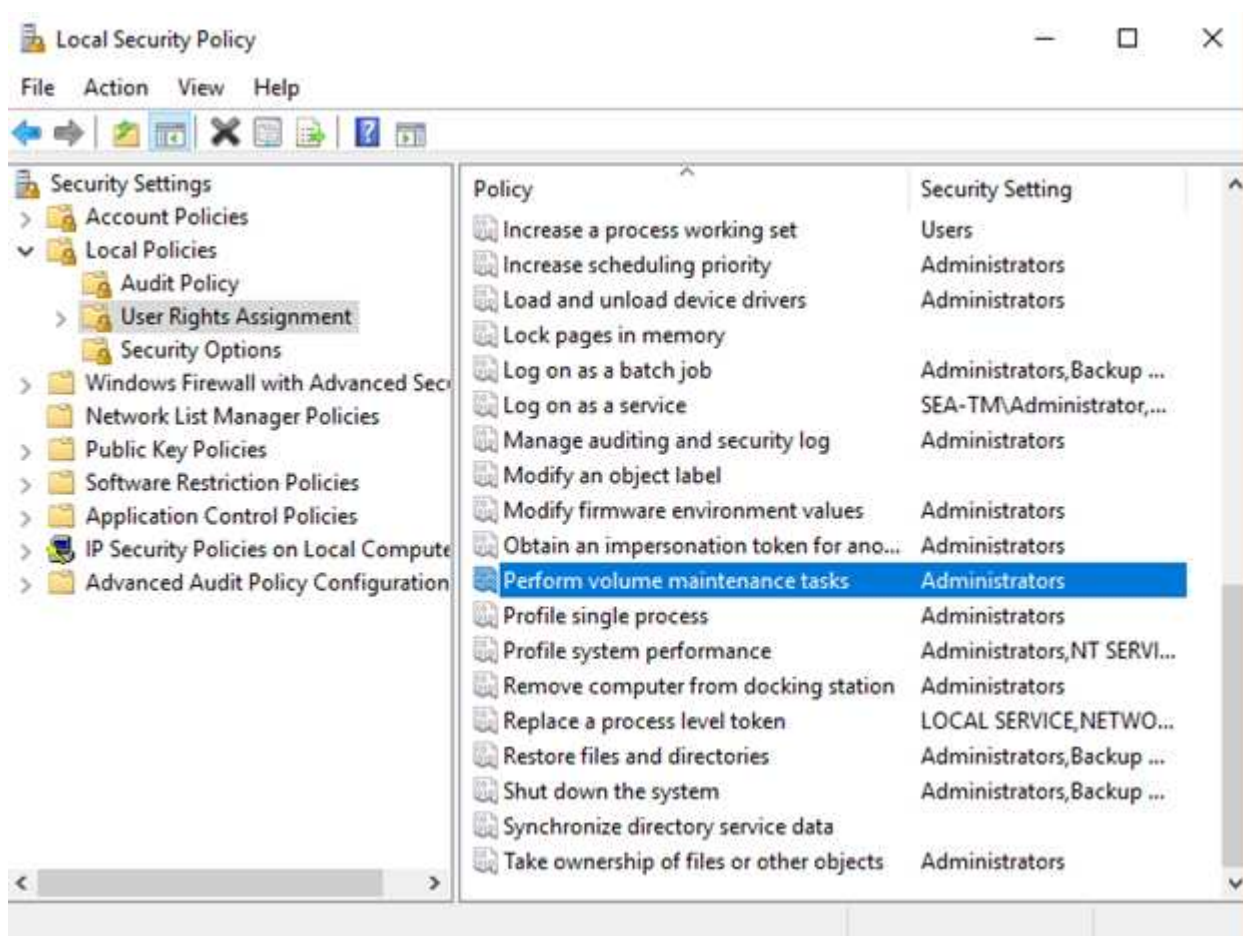 Local Security Policy
File Action View Help
Security Settings
Account Policies
Local Policies
Audit Policy
User Rights Assignment
Security Options
Windows Firewall with Advanced Secu
Network List Manager Policies
Public Key Policies
Software Restriction Policies
Application Control Policies
IP Security Policies on Local Compute
Advanced Audit Policy Configuration
Policy Security Setting
Increase a process working set Users
Increase scheduling priority Administrators
Load and unload device drivers Administrators
Lock pages in memory
Log on as a batch job Administrators,Backup ...
Log on as a service SEA-TM\Administrator,...
Manage auditing and security log Administrators
Modify an object label
Modify firmware environment values Administrators
Obtain an impersonation token for ano... Administrators
Perform volume maintenance tasks Administrators
Profile single process Administrators
Profile system performance Administrators,NT SERVI...
Remove computer from docking station Administrators
Replace a process level token LOCAL SERVICE,NETWO...
Restore files and directories Administrators,Backup ...
Shut down the system Administrators,Backup ...
Synchronize directory service data
Take ownership of files or other objects Administrators